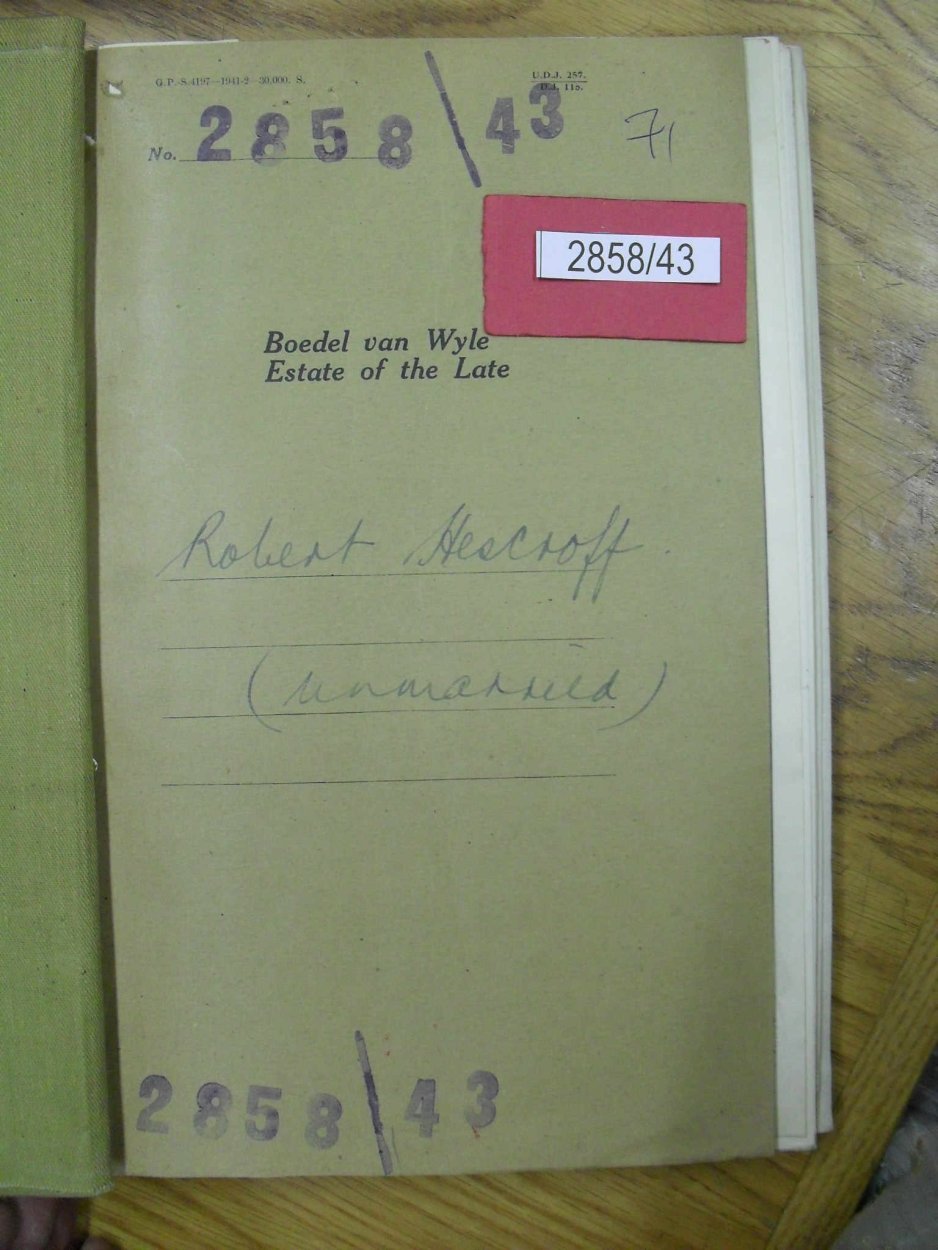 G.P.-S.4197—1941-2—30,000. S.
U.D.J. 257.
D.J. 115.
No. 2858/43
71
2858/43
Boedel van Wyle
Estate of the Late
Robert Hescroff.
(unmarried)
2858/43